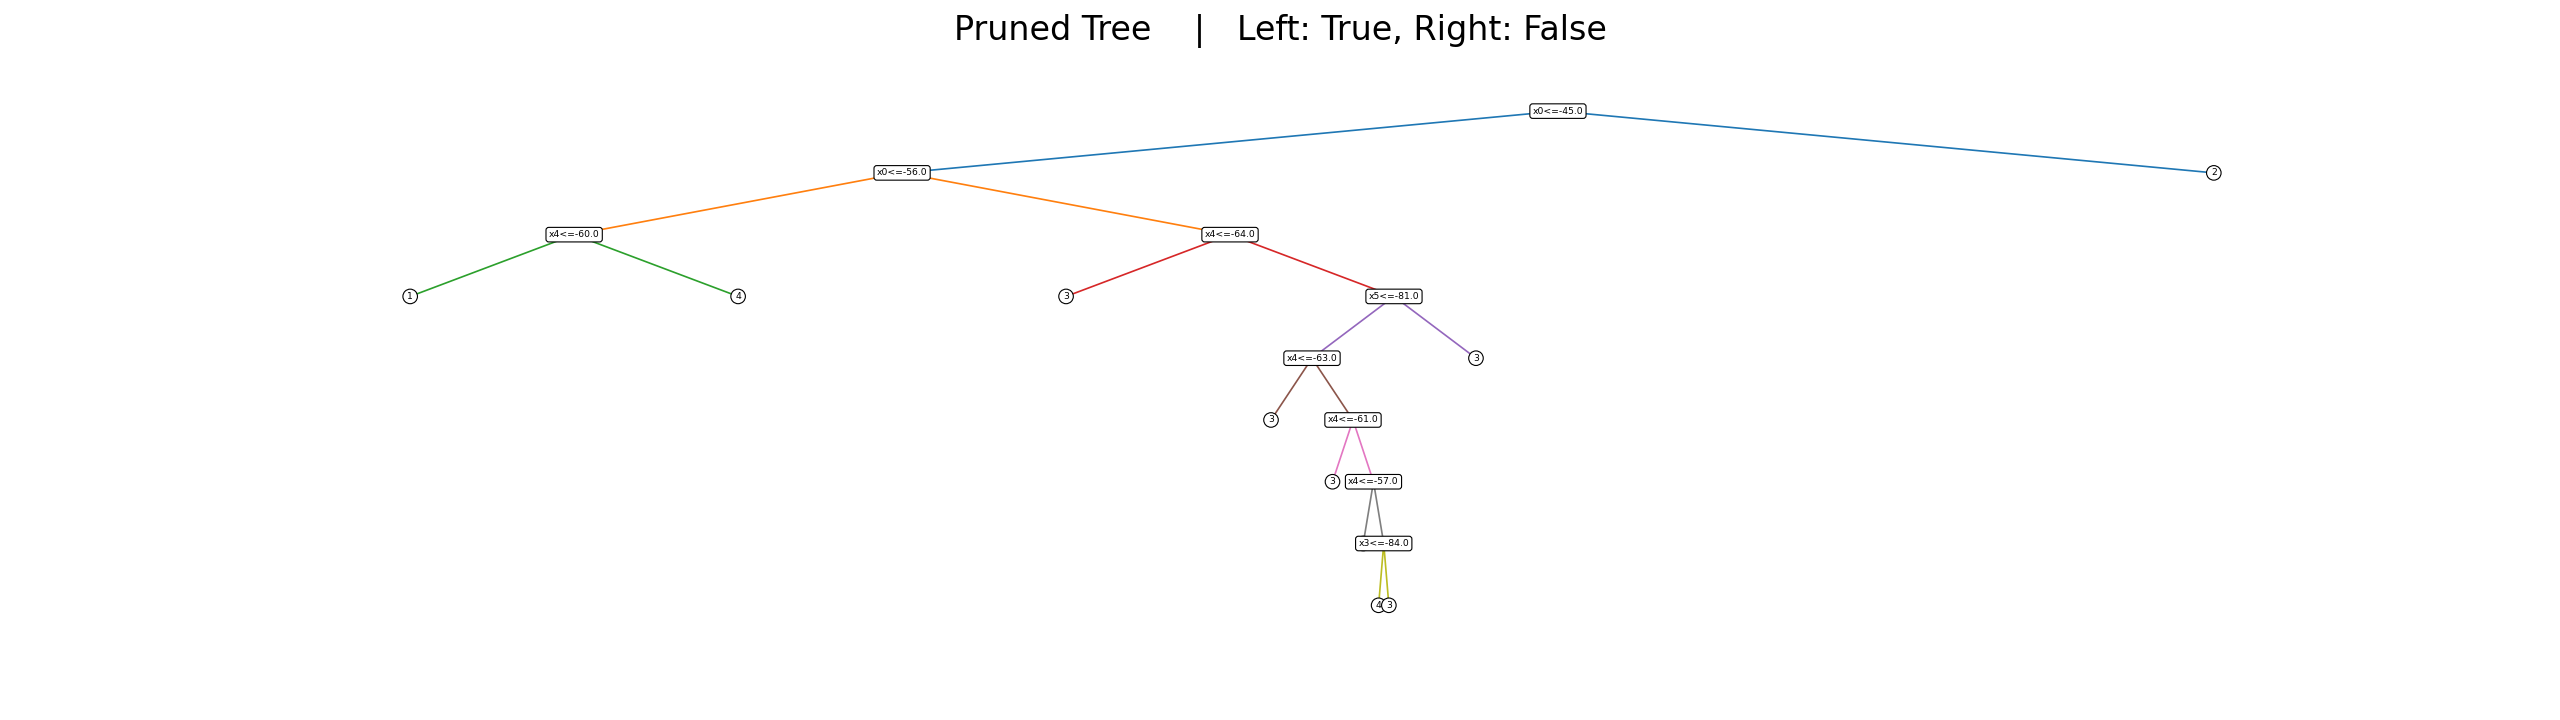 Pruned Tree | Left: True, Right: False
x0<=-45.0
x0<=-56.0
2
x4<=-60.0
x4<=-64.0
1
4
3
x5<=-81.0
x4<=-63.0
3
3
x4<=-61.0
3
x4<=-57.0
x3<=-84.0
4
3